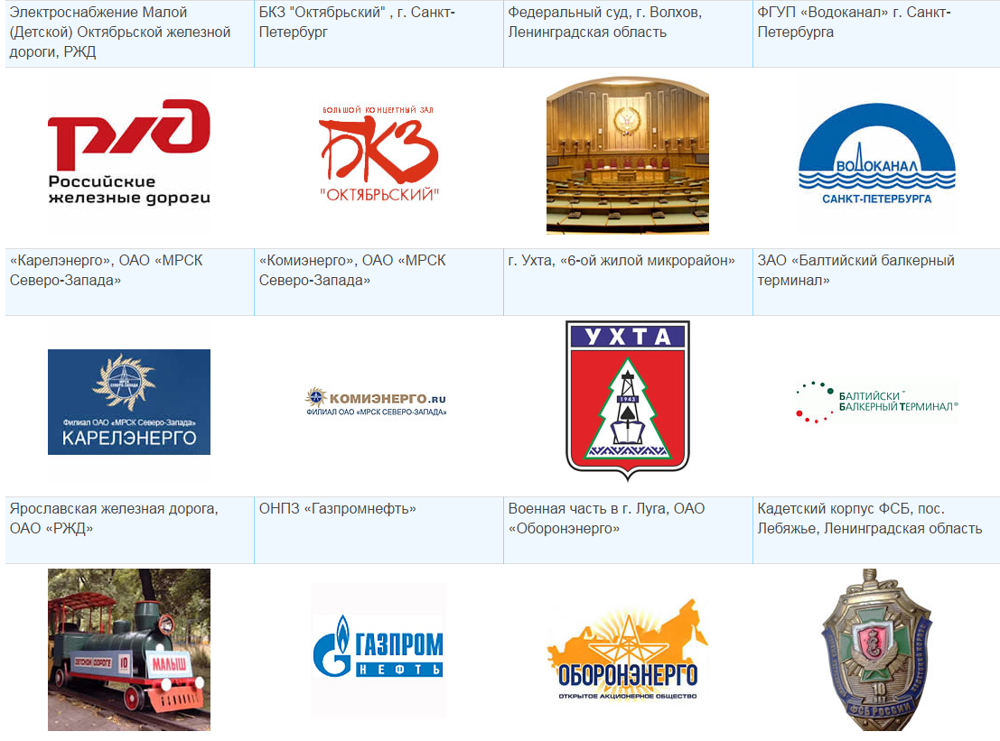 Электроснабжение Малой
(Детской) Октябрьской железной
дороги, РЖД
БКЗ "Октябрьский" , г. Санкт-
Петербург
Федеральный суд, г. Волхов,
Ленинградская область
ФГУП «Водоканал» г. Санкт-
Петербурга
РЖД
Российские
железные дороги
БОЛЬШОЙ КОНЦЕРТНЫЙ ЗАЛ
БКЗ
"ОКТЯБРЬСКИЙ"
ВОДОКАНАЛ
САНКТ-ПЕТЕРБУРГА
«Карелэнерго», ОАО «МРСК
Северо-Запада»
«Комиэнерго», ОАО «МРСК
Северо-Запада»
г. Ухта, «6-ой жилой микрорайон»
ЗАО «Балтийский балкерный
терминал»
МРСК
СЕВЕРО-ЗАПАДА
Филиал ОАО «МРСК Северо-Запада»
КАРЕЛЭНЕРГО
КОМИЭНЕРГО.RU
ФИЛИАЛ ОАО «МРСК СЕВЕРО-ЗАПАДА»
УХТА
1943
БАЛТИЙСКИ™
БАЛКЕРНЫЙ ТЕРМИНАЛ®
Ярославская железная дорога,
ОАО «РЖД»
ОНПЗ «Газпромнефть»
Военная часть в г. Луга, ОАО
«Оборонэнерго»
Кадетский корпус ФСБ, пос.
Лебяжье, Ленинградская область
ДЕТСКОЙ ДОРОГЕ 10
МАЛЫШ
ГАЗПРОМ
НЕФТЬ
ОБОРОНЭНЕРГО
ОТКРЫТОЕ АКЦИОНЕРНОЕ ОБЩЕСТВО
10
ФСБ РОССИИ